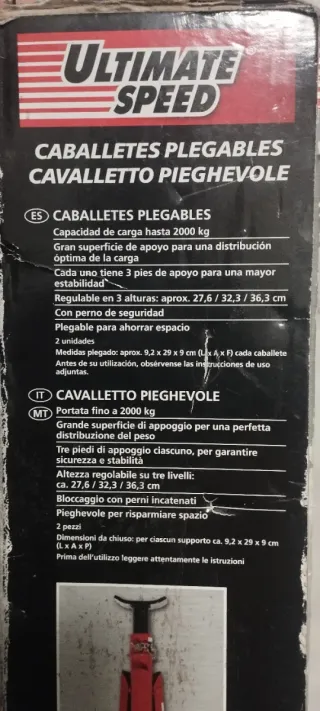 ULTIMATE
SPEED
CABALLETES PLEGABLES
CAVALLETTO PIEGHEVOLE
ES CABALLETES PLEGABLES
Capacidad de carga hasta 2000 kg
Gran superficie de apoyo para una distribución
óptima de la carga
Cada uno tiene 3 pies de apoyo para una mayor
estabilidad
Regulable en 3 alturas: aprox. 27,6 / 32,3 / 36,3 cm
Con perno de seguridad
Plegable para ahorrar espacio
2 unidades
Medidas plegado: aprox. 9,2 x 29 x 9 cm (L x A x F) cada caballete
Antes de su utilización, obsérvense las instrucciones de uso
adjuntas.
IT CAVALLETTO PIEGHEVOLE
MT Portata fino a 2000 kg
Grande superficie di appoggio per una perfetta
distribuzione del peso
Tre piedi di appoggio ciascuno, per garantire
sicurezza e stabilità
Altezza regolabile su tre livelli:
ca. 27,6 / 32,3 / 36,3 cm
Bloccaggio con perni incatenati
Pieghevole per risparmiare spazio
2 pezzi
Dimensioni da chiuso: per ciascun supporto ca. 9,2 x 29 x 9 cm
(L x A x P)
Prima dell'utilizzo leggere attentamente le istruzioni